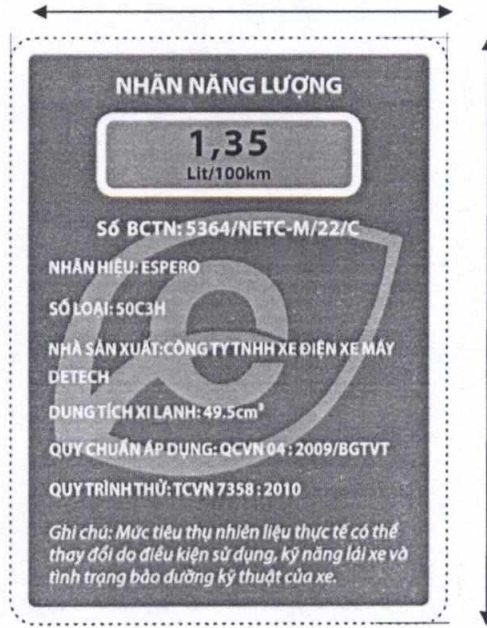 NHÃN NĂNG LƯỢNG
1,35
Lit/100km
Số BCTN: 5364/NETC-M/22/C
NHÃN HIỆU: ESPERO
SỐ LOẠI: 50C3H
NHÀ SẢN XUẤT:CÔNG TY TNHH XE ĐIỆN XE MÁY
DETECH
DUNG TÍCH XI LANH: 49.5cm³
QUY CHUẨN ÁP DỤNG: QCVN 04 : 2009/BGTVT
QUY TRÌNH THỬ: TCVN 7358 : 2010
Ghi chú: Mức tiêu thụ nhiên liệu thực tế có thể
thay đổi do điều kiện sử dụng, kỹ năng lái xe và
tình trạng bảo dưỡng kỹ thuật của xe.